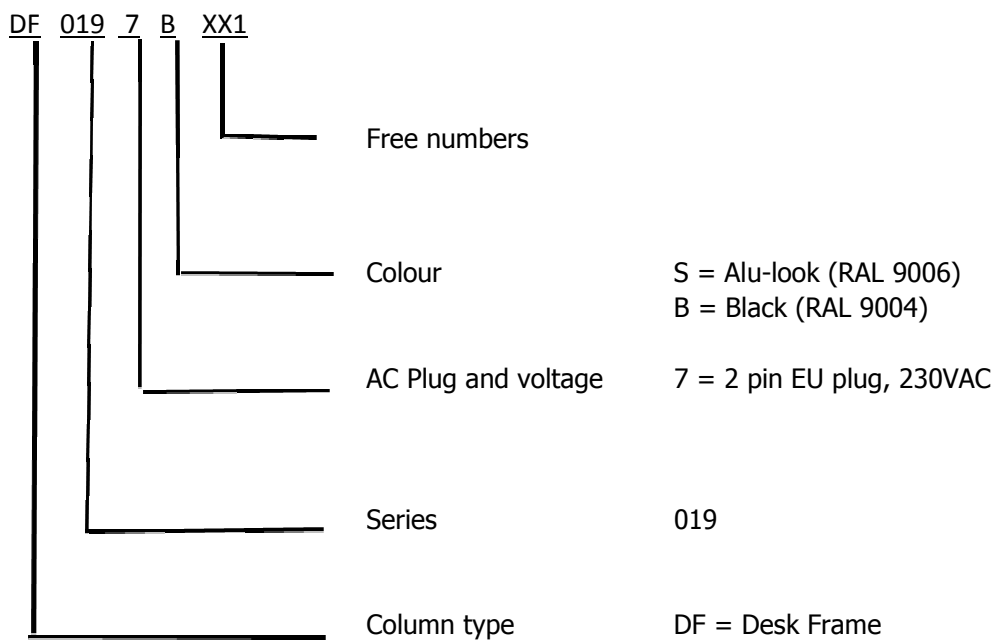 DF 019 7 B XX1
Free numbers
Colour S = Alu-look (RAL 9006)
B = Black (RAL 9004)
AC Plug and voltage 7 = 2 pin EU plug, 230VAC
Series 019
Column type DF = Desk Frame